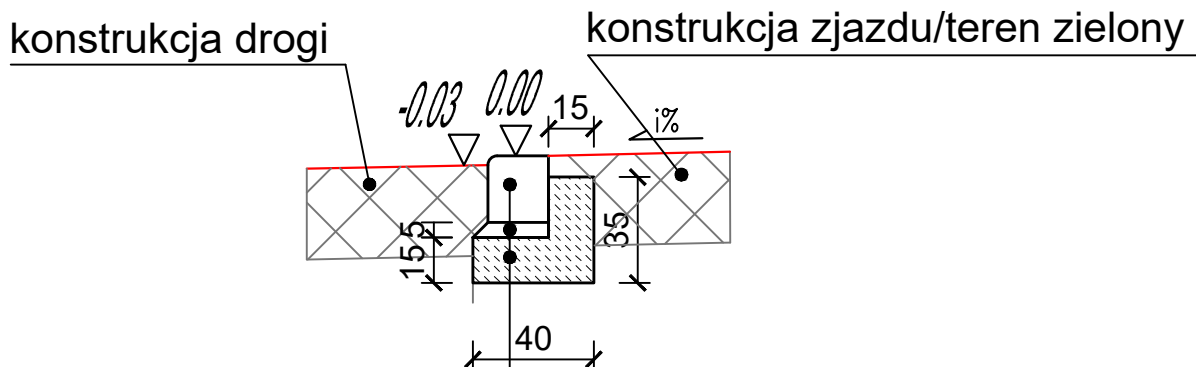 konstrukcja drogi
konstrukcja zjazdu/teren zielony
-0.03
0.00
15
i%
5
15
35
40